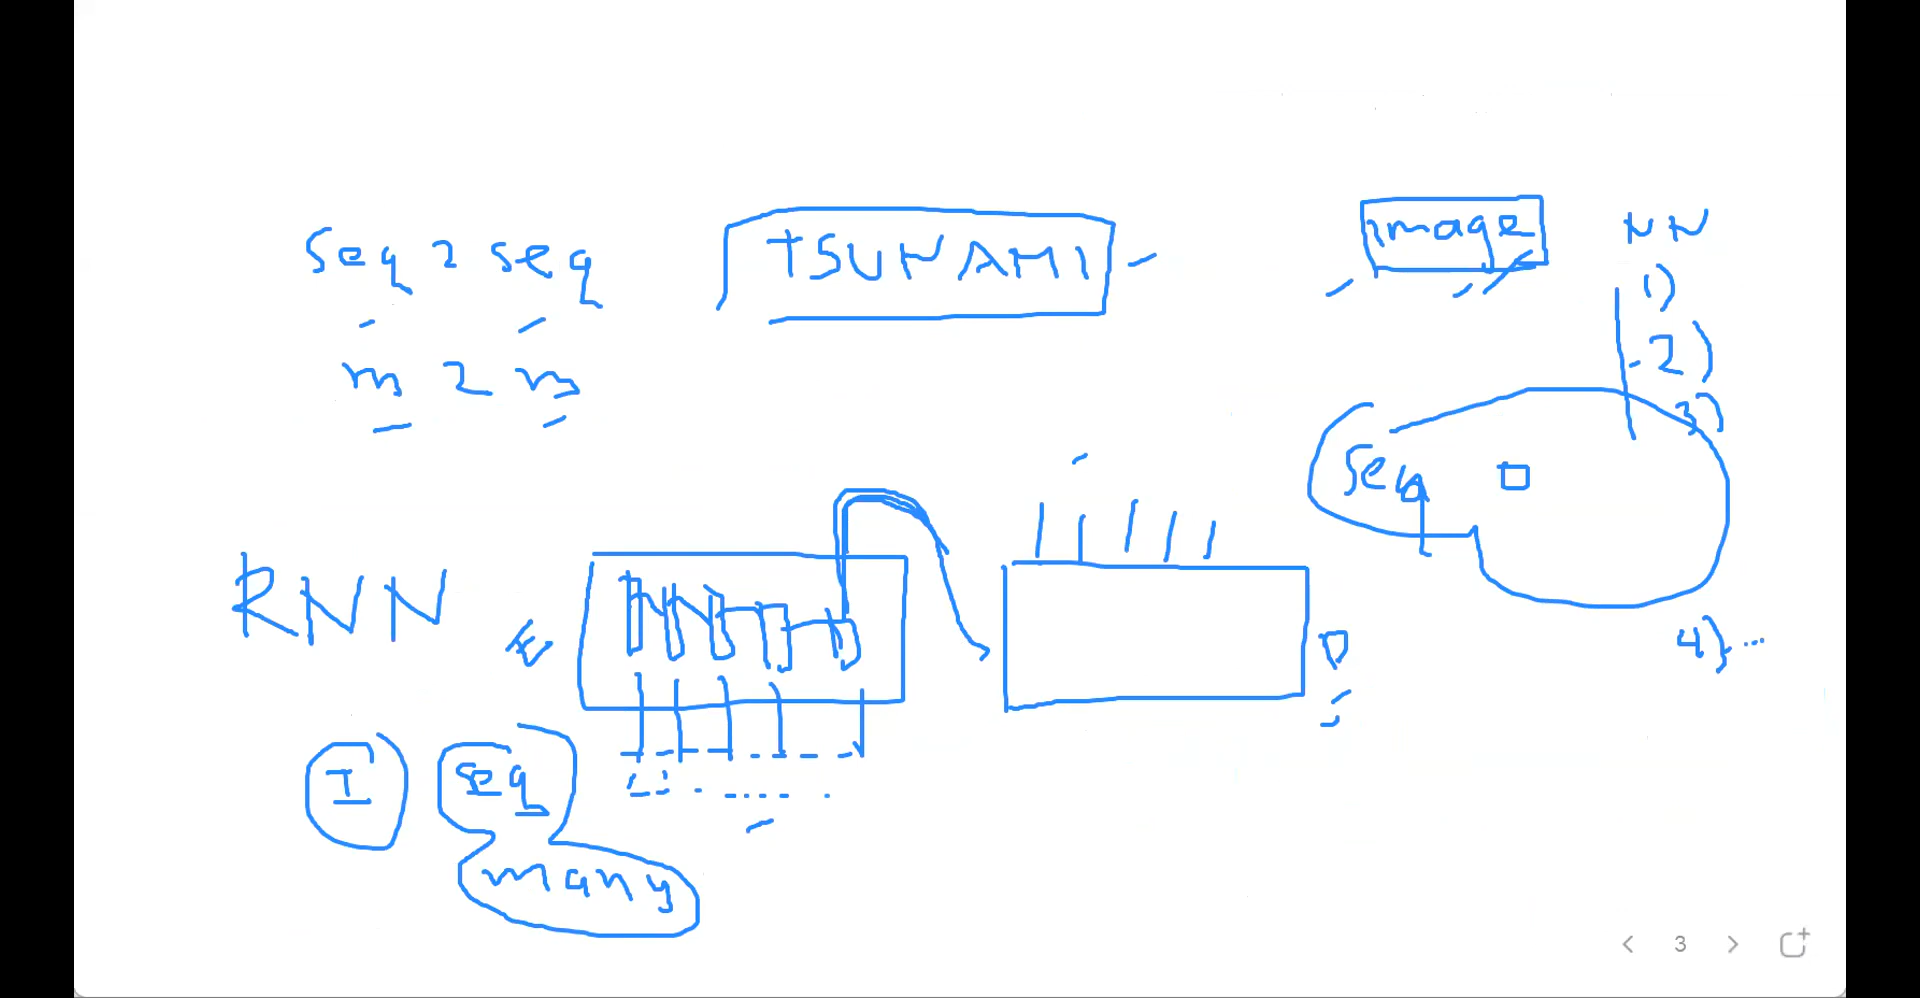 Seq 2 seq
TSUNAMI
image
NN
1)
2)
3)
m 2 m
Seq
RNN
E
D
4) ...
I
seq
many
3